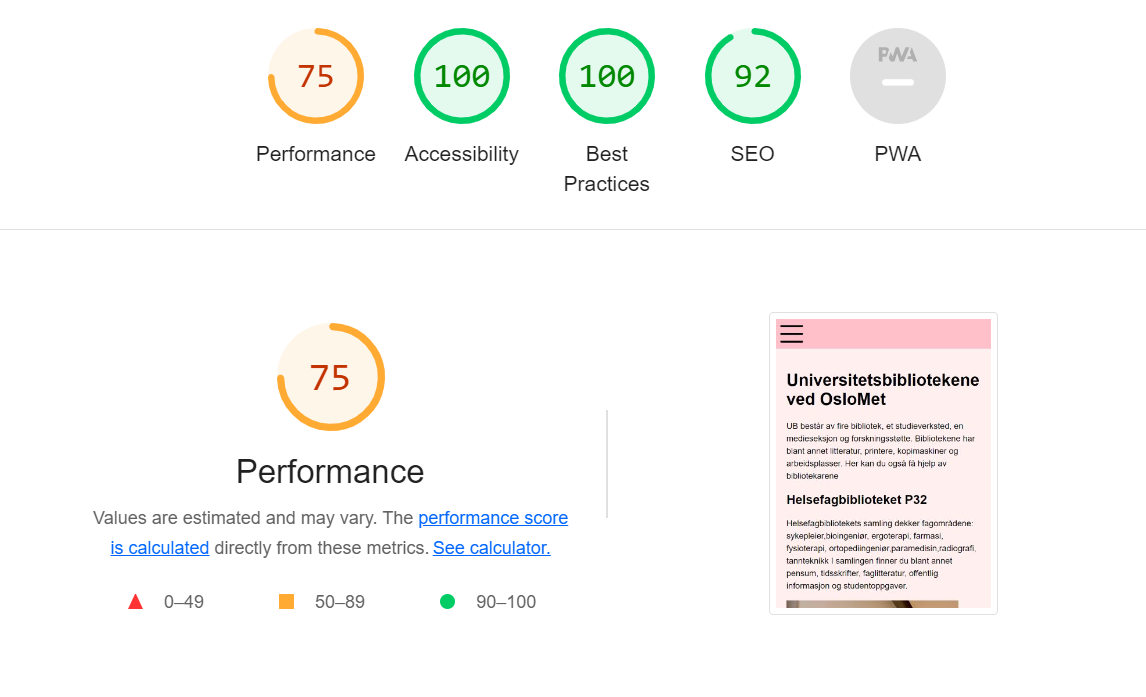 75
100
100
92
PWA
Performance
Accessibility
Best
Practices
SEO
PWA
75
Performance
Values are estimated and may vary. The performance score
is calculated directly from these metrics. See calculator.
0–49
50–89
90–100
Universitetsbibliotekene
ved OsloMet
UB består av fire bibliotek, et studieverksted, en
medieseksjon og forskningsstøtte. Bibliotekene har
blant annet litteratur, printere, kopimaskiner og
arbeidsplasser. Her kan du også få hjelp av
bibliotekarene
Helsefagbiblioteket P32
Helsefagbibliotekets samling dekker fagområdene:
sykepleier,bioingeniør, ergoterapi, farmasi,
fysioterapi, ortopediingeniør,paramedisin,radiografi,
tannteknikk I samlingen finner du blant annet
pensum, tidsskrifter, faglitteratur, offentlig
informasjon og studentoppgaver.